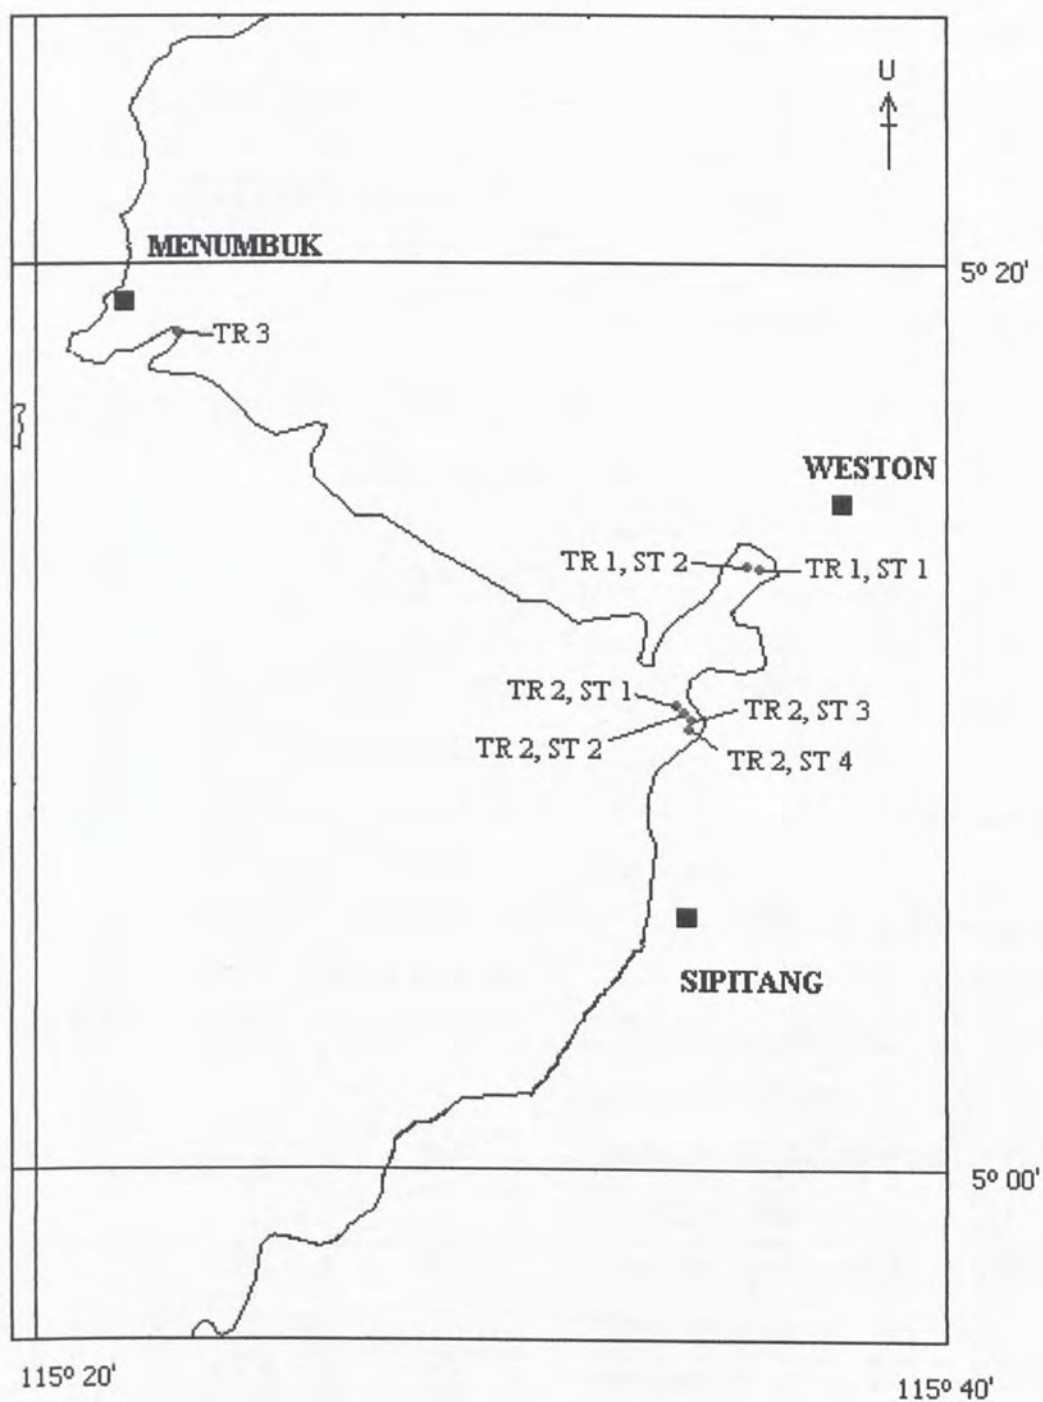 U
MENUMBUK
5º 20'
TR 3
WESTON
TR 1, ST 2
TR 1, ST 1
TR 2, ST 1
TR 2, ST 3
TR 2, ST 2
TR 2, ST 4
SIPITANG
5º 00'
115º 20'
115º 40'